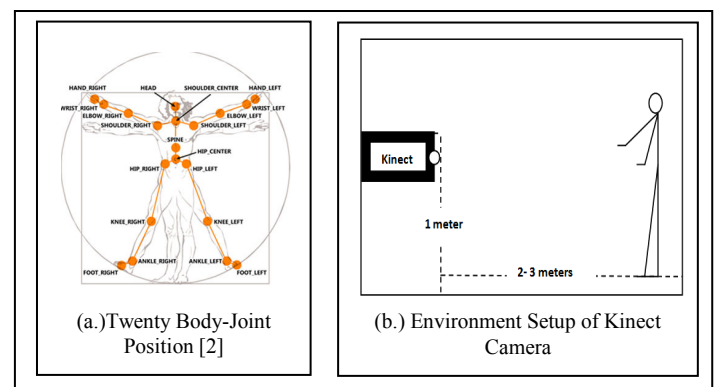 HAND_RIGHT
HEAD
SHOULDER_CENTER
HAND_LEFT
WRIST_RIGHT
WRIST_LEFT
ELBOW_RIGHT
ELBOW_LEFT
SHOULDER_RIGHT
SHOULDER_LEFT
SPINE
HIP_CENTER
HIP_RIGHT
HIP_LEFT
KNEE_RIGHT
KNEE_LEFT
ANKLE_RIGHT
ANKLE_LEFT
FOOT_RIGHT
FOOT_LEFT
(a.)Twenty Body-Joint
Position [2]
Kinect
1 meter
2- 3 meters
(b.) Environment Setup of Kinect
Camera